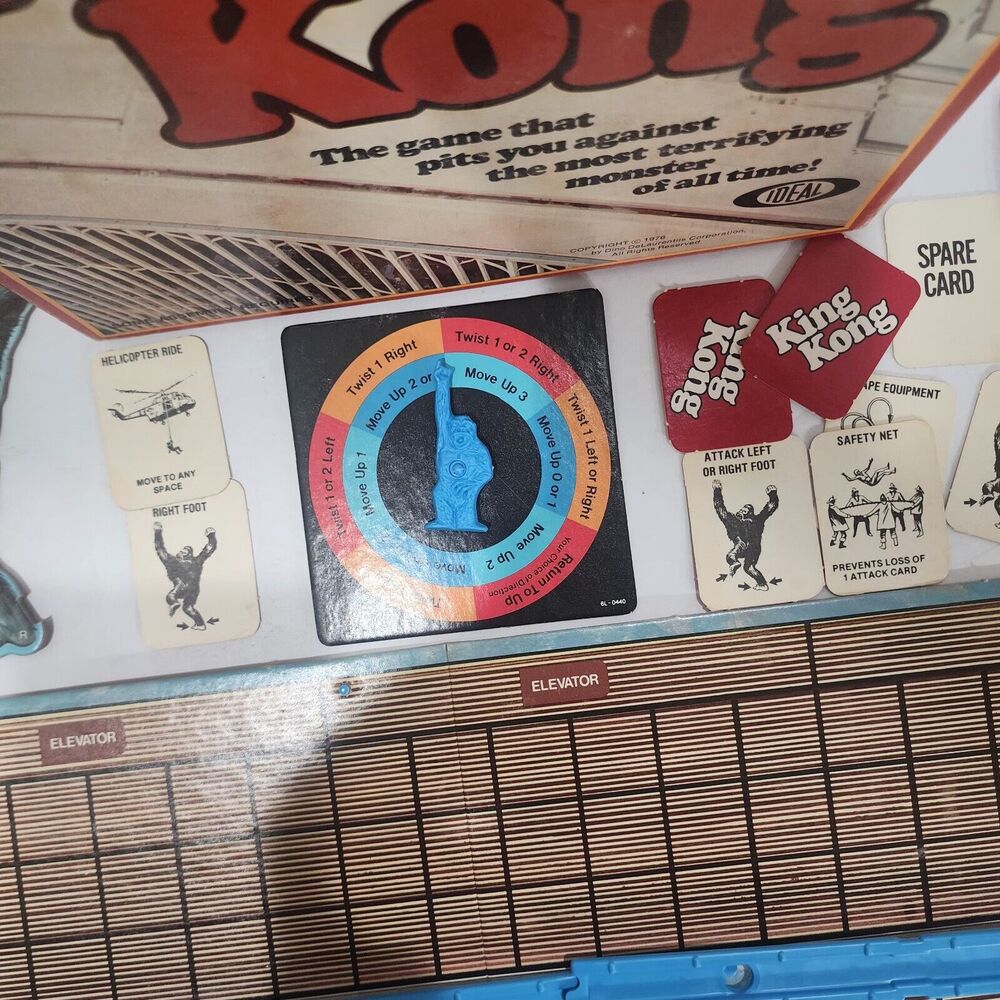 Kong
The game that
pits you against
the most terrifying
monster
of all time!
IDEAL
COPYRIGHT © 1976
by Dino DeLaurentiis Corporation,
All Rights Reserved
SPARE
CARD
King
Kong
Kong
HELICOPTER RIDE
MOVE TO ANY
SPACE
RIGHT FOOT
Twist 1 Right
Twist 1 or 2 Right
Twist 1 Left or Right
Return To Up
Your Choice of Direction
Twist 1 or 2 Left
Move Up 2 or
Move Up 3
Move Up 0 or 1
Move Up 2
Move
Move Up 1
6L-0440
APE EQUIPMENT
ATTACK LEFT
OR RIGHT FOOT
SAFETY NET
PREVENTS LOSS OF
1 ATTACK CARD
R
ELEVATOR
ELEVATOR